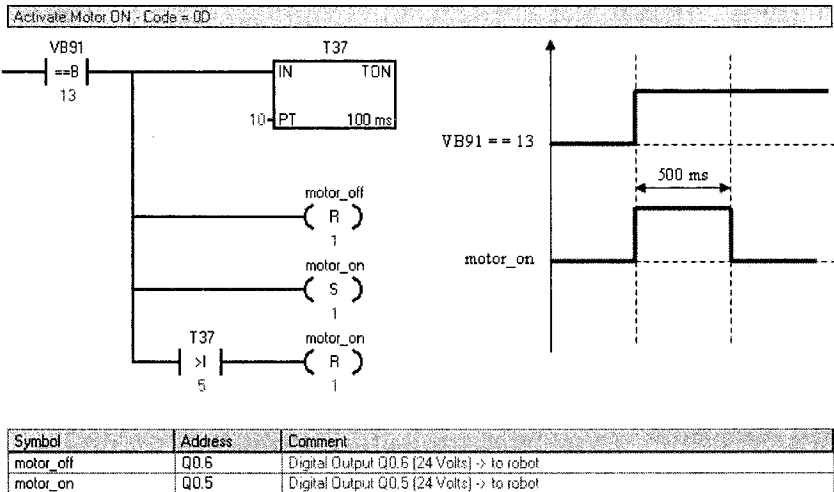 Activate Motor ON - Code = 0D
VB91
==B
13
T37
IN TON
10 PT 100 ms
motor_off
R
1
motor_on
S
1
T37
>I
5
motor_on
R
1
VB91 == 13
500 ms
motor_on
Symbol Address Comment
motor_off Q0.6 Digital Output Q0.6 (24 Volts) -> to robot
motor_on Q0.5 Digital Output Q0.5 (24 Volts) -> to robot